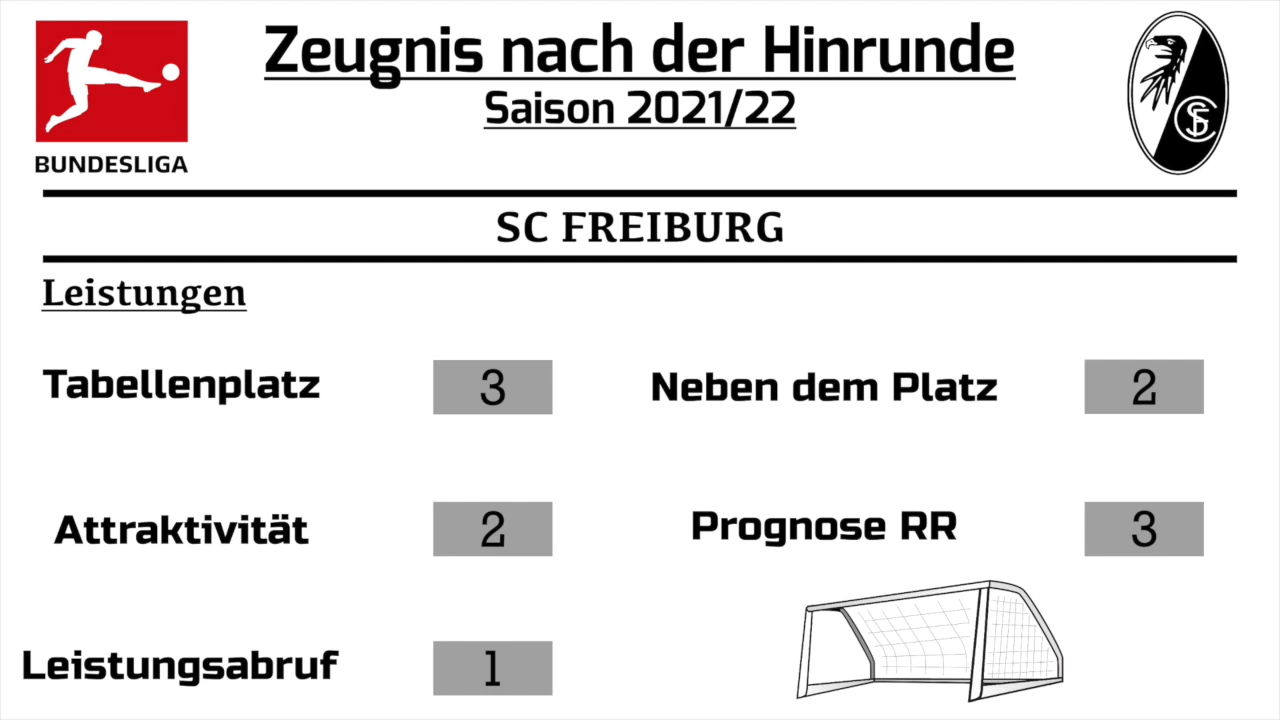 Zeugnis nach der Hinrunde
Saison 2021/22
BUNDESLIGA
SC
SC FREIBURG
Leistungen
Tabellenplatz 3
Neben dem Platz 2
Attraktivität 2
Prognose RR 3
Leistungsabruf 1